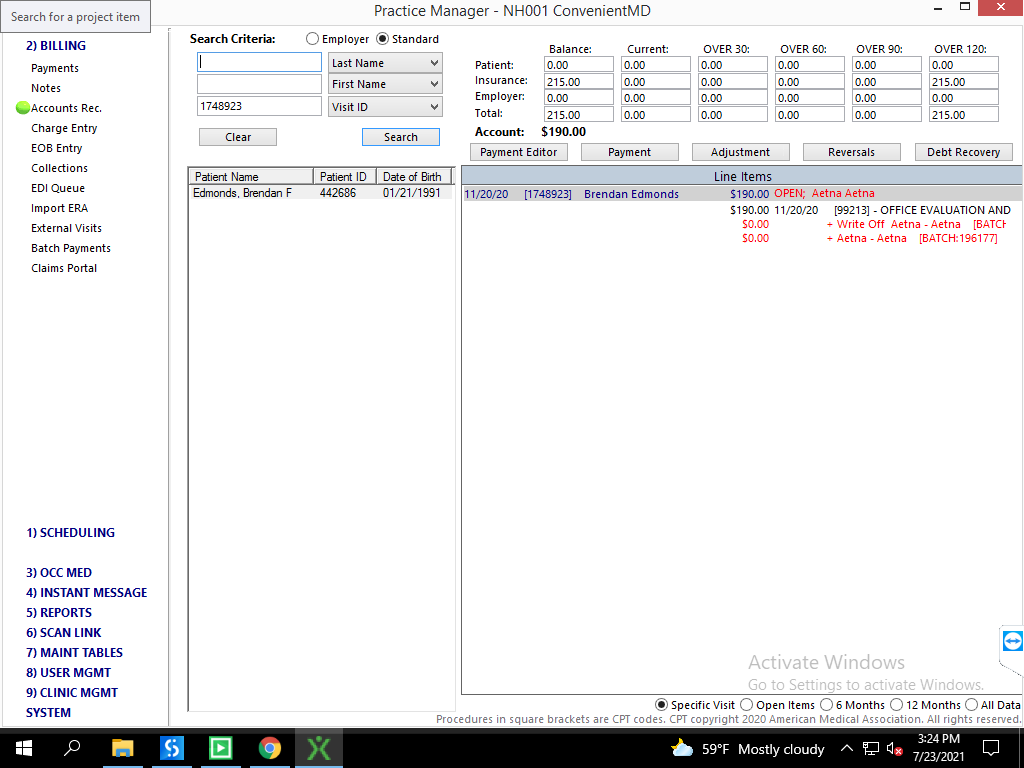 Practice Manager - NH001 ConvenientMD
Search for a project item
2) BILLING
Payments
Notes
Accounts Rec.
Charge Entry
EOB Entry
Collections
EDI Queue
Import ERA
External Visits
Batch Payments
Claims Portal
1) SCHEDULING
3) OCC MED
4) INSTANT MESSAGE
5) REPORTS
6) SCAN LINK
7) MAINT TABLES
8) USER MGMT
9) CLINIC MGMT
SYSTEM
Search Criteria: Employer Standard
Last Name
First Name
1748923 Visit ID
Clear Search
Patient Name Patient ID Date of Birth
Edmonds, Brendan F 442686 01/21/1991
Balance: Current: OVER 30: OVER 60: OVER 90: OVER 120:
Patient: 0.00 0.00 0.00 0.00 0.00 0.00
Insurance: 215.00 0.00 0.00 0.00 0.00 215.00
Employer: 0.00 0.00 0.00 0.00 0.00 0.00
Total: 215.00 0.00 0.00 0.00 0.00 215.00
Account: $190.00
Payment Editor Payment Adjustment Reversals Debt Recovery
Line Items
11/20/20 [1748923] Brendan Edmonds $190.00 OPEN; Aetna Aetna
$190.00 11/20/20 [99213] - OFFICE EVALUATION AND
$0.00 + Write Off Aetna - Aetna [BATCH
$0.00 + Aetna - Aetna [BATCH:196177]
Activate Windows
Go to Settings to activate Windows.
Specific Visit Open Items 6 Months 12 Months All Data
Procedures in square brackets are CPT codes. CPT copyright 2020 American Medical Association. All rights reserved.
59°F Mostly cloudy
3:24 PM
7/23/2021